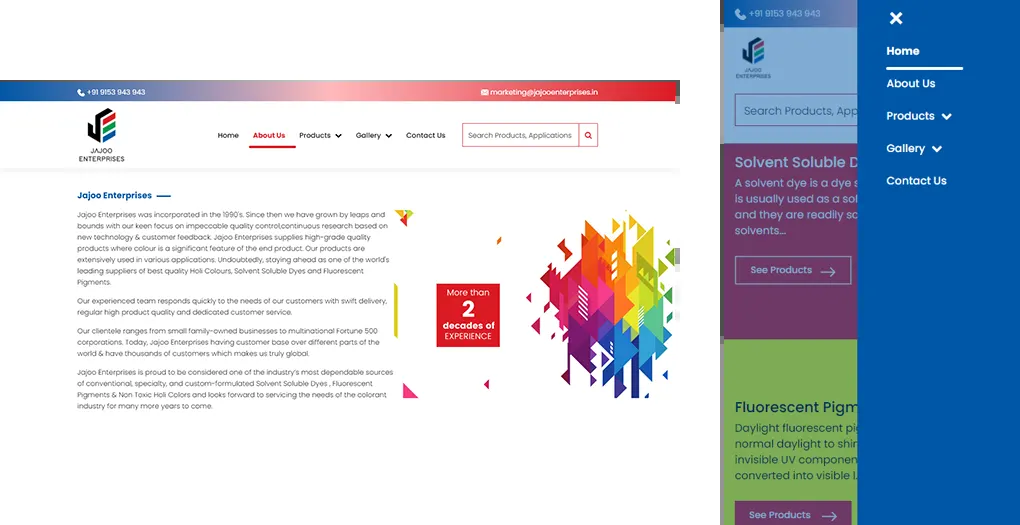 +91 9153 943 943
marketing@jajooenterprises.in
JAJOO
ENTERPRISES
Home
About Us
Products
Gallery
Contact Us
Search Products, Applications
Jajoo Enterprises
Jajoo Enterprises was incorporated in the 1990's. Since then we have grown by leaps and
bounds with our keen focus on impeccable quality control,continuous research based on
new technology & customer feedback. Jajoo Enterprises supplies high-grade quality
products where colour is a significant feature of the end product. Our products are
extensively used in various applications. Undoubtedly, staying ahead as one of the world's
leading suppliers of best quality Holi Colours, Solvent Soluble Dyes and Fluorescent
Pigments.
Our experienced team responds quickly to the needs of our customers with swift delivery,
regular high product quality and dedicated customer service.
Our clientele ranges from small family-owned businesses to multinational Fortune 500
corporations. Today, Jajoo Enterprises having customer base over different parts of the
world & have thousands of customers which makes us truly global.
Jajoo Enterprises is proud to be considered one of the industry's most dependable sources
of conventional, specialty, and custom-formulated Solvent Soluble Dyes , Fluorescent
Pigments & Non Toxic Holi Colors and looks forward to servicing the needs of the colorant
industry for many more years to come.
More than
2
decades of
EXPERIENCE
+91 9153 943 943
JAJOO
ENTERPRISES
Search Products, App
Solvent Soluble D
A solvent dye is a dye s
is usually used as a sol
and they are readily so
solvents...
See Products
Fluorescent Pigm
Daylight fluorescent pig
normal daylight to shin
invisible UV componen
converted into visible l
See Products
Home
About Us
Products
Gallery
Contact Us